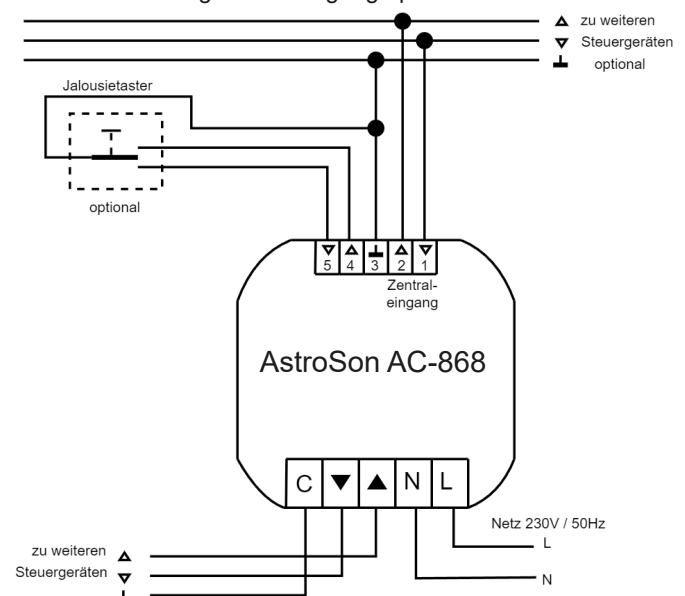 zu weiteren
Steuergeräten
optional
Jalousietaster
optional
5 4 3 2 1
Zentral-
eingang
AstroSon AC-868
C N L
Netz 230V / 50Hz
L
N
zu weiteren
Steuergeräten